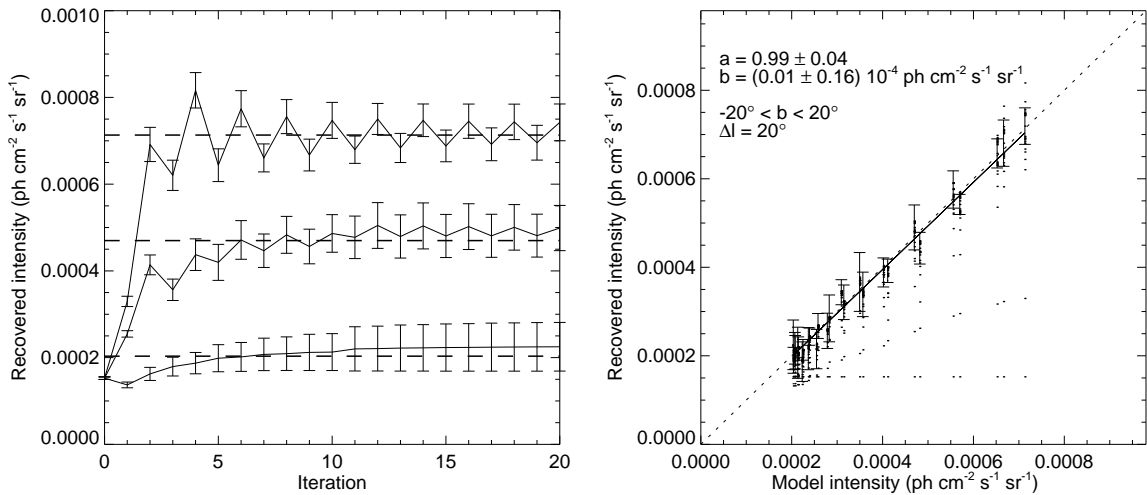 0.0010
0.0008
0.0006
0.0004
0.0002
0.0000
Recovered intensity (ph cm⁻² s⁻¹ sr⁻¹)
0
5
10
15
20
Iteration
a = 0.99 ± 0.04
b = (0.01 ± 0.16) 10⁻⁴ ph cm⁻² s⁻¹ sr⁻¹
-20° < b < 20°
Δl = 20°
0.0008
0.0006
0.0004
0.0002
0.0000
Recovered intensity (ph cm⁻² s⁻¹ sr⁻¹)
0.0000
0.0002
0.0004
0.0006
0.0008
Model intensity (ph cm⁻² s⁻¹ sr⁻¹)